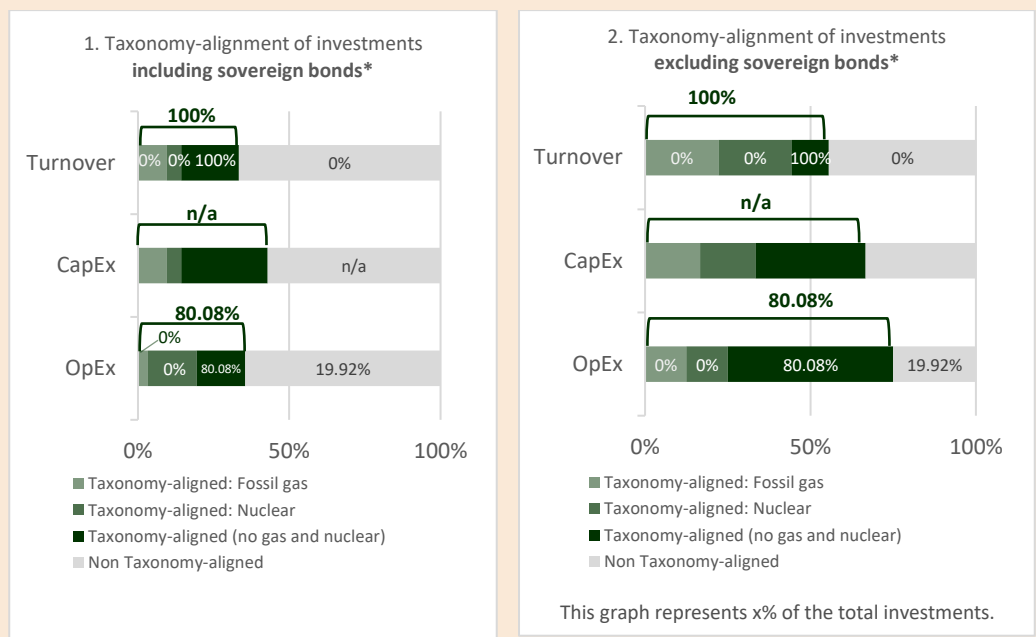 1. Taxonomy-alignment of investments
including sovereign bonds*
100%
Turnover
0% 0% 100% 0%
n/a
CapEx
n/a
80.08%
0%
OpEx
0% 80.08% 19.92%
0% 50% 100%
Taxonomy-aligned: Fossil gas
Taxonomy-aligned: Nuclear
Taxonomy-aligned (no gas and nuclear)
Non Taxonomy-aligned
2. Taxonomy-alignment of investments
excluding sovereign bonds*
100%
Turnover
0% 0% 100% 0%
n/a
CapEx
80.08%
OpEx
0% 0% 80.08% 19.92%
0% 50% 100%
Taxonomy-aligned: Fossil gas
Taxonomy-aligned: Nuclear
Taxonomy-aligned (no gas and nuclear)
Non Taxonomy-aligned
This graph represents x% of the total investments.